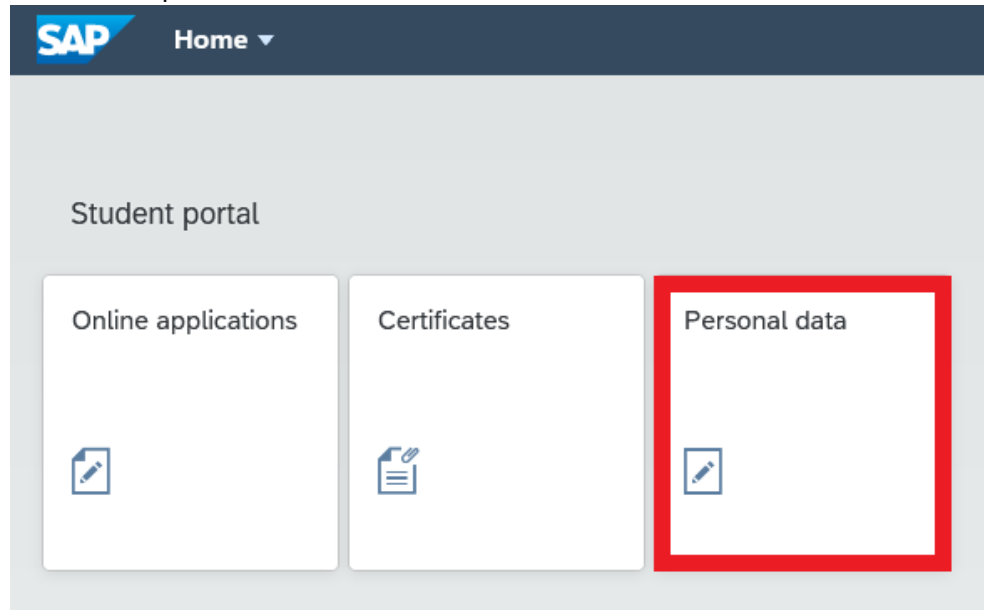 SAP Home
Student portal
Online applications Certificates Personal data